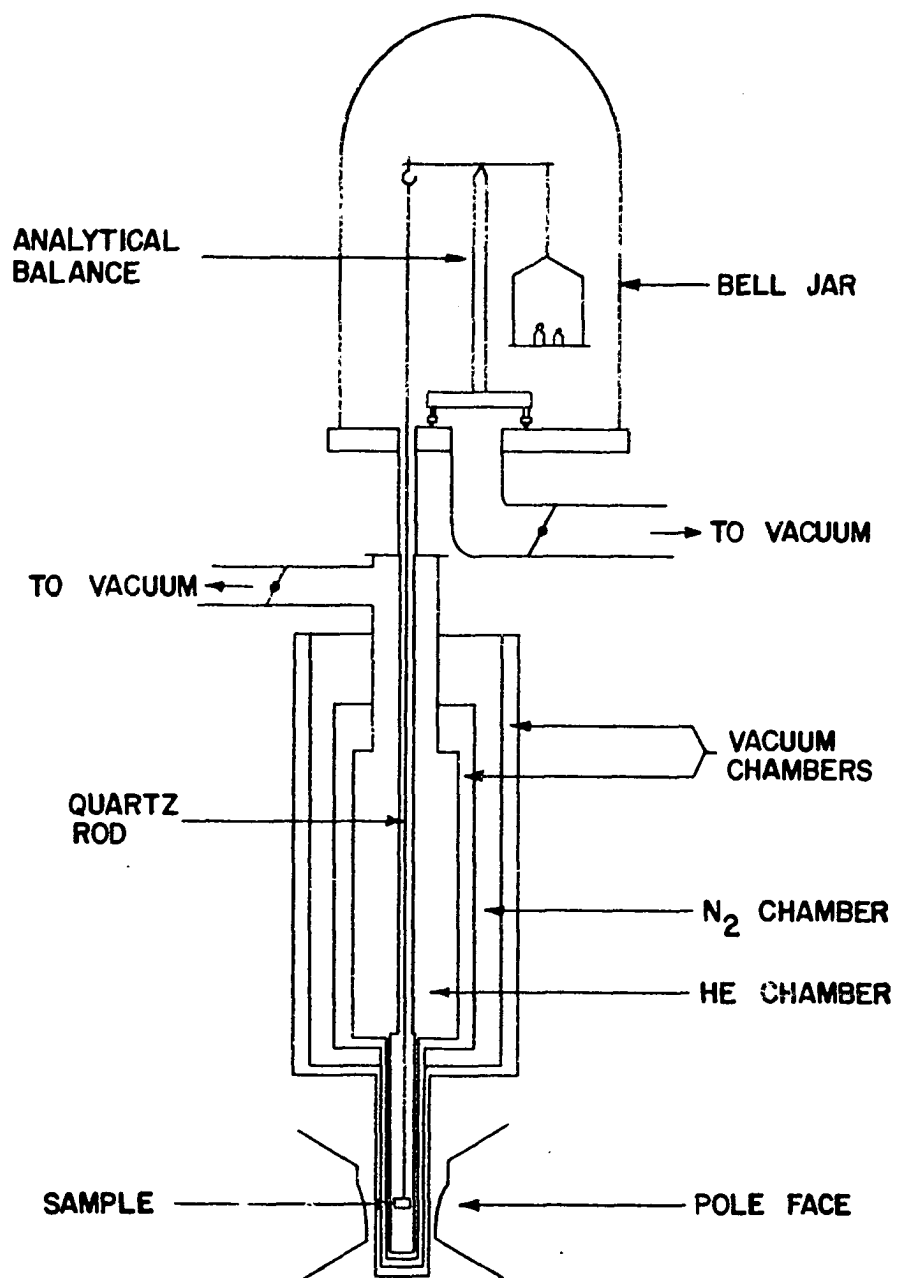 ANALYTICAL
BALANCE
BELL JAR
TO VACUUM
TO VACUUM
VACUUM
CHAMBERS
QUARTZ
ROD
N₂ CHAMBER
HE CHAMBER
SAMPLE
POLE FACE